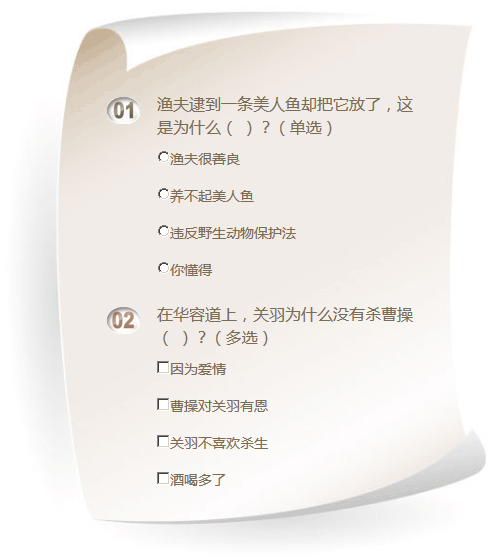 01 渔夫逮到一条美人鱼却把它放了，这
是为什么（ ）？（单选）
渔夫很善良
养不起美人鱼
违反野生动物保护法
你懂得
02 在华容道上，关羽为什么没有杀曹操
（ ）？（多选）
因为爱情
曹操对关羽有恩
关羽不喜欢杀生
酒喝多了